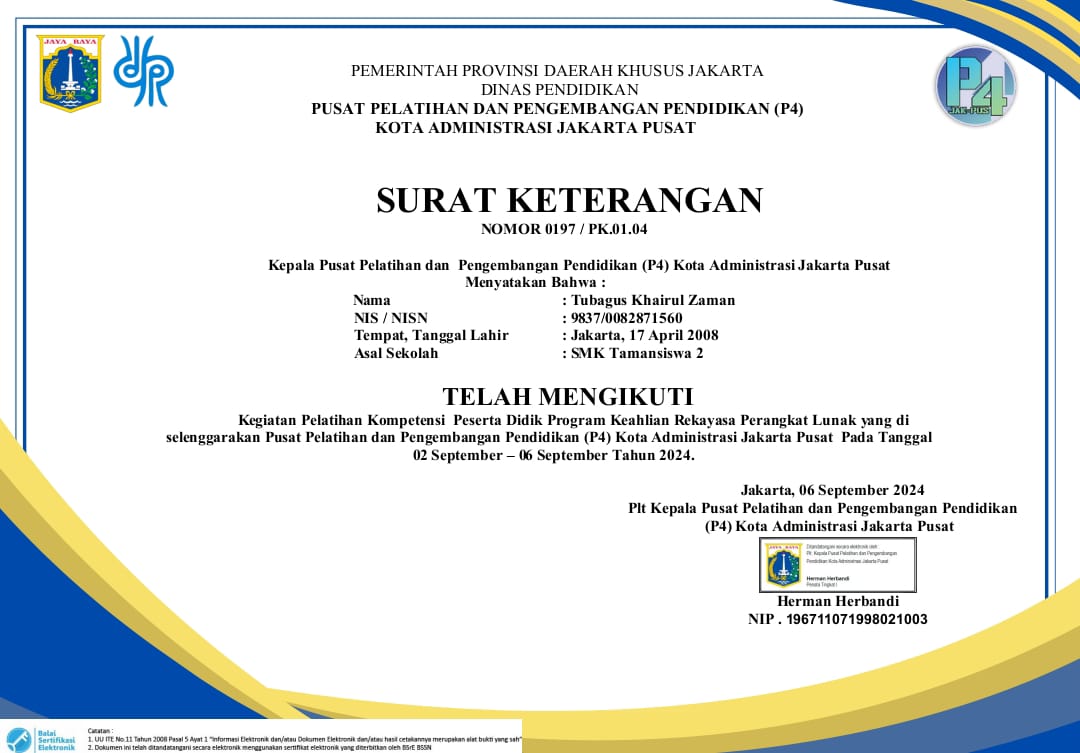 JAYA RAYA
P4
JAK-PUS
PEMERINTAH PROVINSI DAERAH KHUSUS JAKARTA
DINAS PENDIDIKAN
PUSAT PELATIHAN DAN PENGEMBANGAN PENDIDIKAN (P4)
KOTA ADMINISTRASI JAKARTA PUSAT
SURAT KETERANGAN
NOMOR 0197 / PK.01.04
Kepala Pusat Pelatihan dan Pengembangan Pendidikan (P4) Kota Administrasi Jakarta Pusat
Menyatakan Bahwa :
Nama : Tubagus Khairul Zaman
NIS / NISN : 9837/0082871560
Tempat, Tanggal Lahir : Jakarta, 17 April 2008
Asal Sekolah : SMK Tamansiswa 2
TELAH MENGIKUTI
Kegiatan Pelatihan Kompetensi Peserta Didik Program Keahlian Rekayasa Perangkat Lunak yang di
selenggarakan Pusat Pelatihan dan Pengembangan Pendidikan (P4) Kota Administrasi Jakarta Pusat Pada Tanggal
02 September – 06 September Tahun 2024.
Jakarta, 06 September 2024
Plt Kepala Pusat Pelatihan dan Pengembangan Pendidikan
(P4) Kota Administrasi Jakarta Pusat
JAYA RAYA
Ditandatangani secara elektronik oleh :
Plt. Kepala Pusat Pelatihan dan Pengembangan
Pendidikan Kota Administrasi Jakarta Pusat
Herman Herbandi
Penata Tingkat I
Herman Herbandi
NIP . 196711071998021003
Balai
Sertifikasi
Elektronik
Catatan :
1. UU ITE No.11 Tahun 2008 Pasal 5 Ayat 1 "Informasi Elektronik dan/atau Dokumen Elektronik dan/atau hasil cetakannya merupakan alat bukti yang sah"
2. Dokumen ini telah ditandatangani secara elektronik menggunakan sertifikat elektronik yang diterbitkan oleh BSrE BSSN